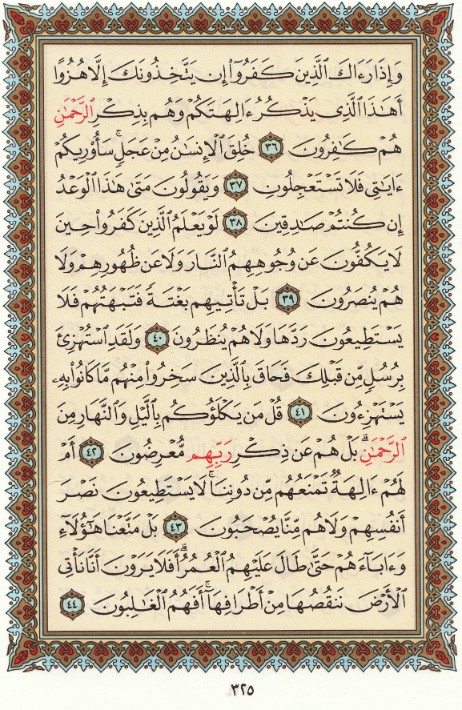 وَإِذَا رَءَاكَ ٱلَّذِينَ كَفَرُوٓا۟ إِن يَتَّخِذُونَكَ إِلَّا هُزُوًا
أَهَٰذَا ٱلَّذِى يَذْكُرُ ءَالِهَتَكُمْ وَهُم بِذِكْرِ ٱلرَّحْمَٰنِ
هُمْ كَٰفِرُونَ ٣٦ خُلِقَ ٱلْإِنسَٰنُ مِنْ عَجَلٍ ۚ سَأُو۟رِيكُمْ
ءَايَٰتِى فَلَا تَسْتَعْجِلُونِ ٣٧ وَيَقُولُونَ مَتَىٰ هَٰذَا ٱلْوَعْدُ
إِن كُنتُمْ صَٰدِقِينَ ٣٨ لَوْ يَعْلَمُ ٱلَّذِينَ كَفَرُوا۟ حِينَ
لَا يَكُفُّونَ عَن وُجُوهِهِمُ ٱلنَّارَ وَلَا عَن ظُهُورِهِمْ وَلَا
هُمْ يُنصَرُونَ ٣٩ بَلْ تَأْتِيهِم بَغْتَةً فَتَبْهَتُهُمْ فَلَا
يَسْتَطِيعُونَ رَدَّهَا وَلَا هُمْ يُنظَرُونَ ٤٠ وَلَقَدِ ٱسْتُهْزِئَ
بِرُسُلٍ مِّن قَبْلِكَ فَحَاقَ بِٱلَّذِينَ سَخِرُوا۟ مِنْهُم مَّا كَانُوا۟ بِهِۦ
يَسْتَهْزِءُونَ ٤١ قُلْ مَن يَكْلَؤُكُم بِٱلَّيْلِ وَٱلنَّهَارِ مِنَ
ٱلرَّحْمَٰنِ ۗ بَلْ هُمْ عَن ذِكْرِ رَبِّهِم مُّعْرِضُونَ ٤٢ أَمْ
لَهُمْ ءَالِهَةٌ تَمْنَعُهُم مِّن دُونِنَا ۚ لَا يَسْتَطِيعُونَ نَصْرَ
أَنفُسِهِمْ وَلَا هُم مِّنَّا يُصْحَبُونَ ٤٣ بَلْ مَتَّعْنَا هَٰٓؤُلَآءِ
وَءَابَآءَهُمْ حَتَّىٰ طَالَ عَلَيْهِمُ ٱلْعُمُرُ ۗ أَفَلَا يَرَوْنَ أَنَّا نَأْتِى
ٱلْأَرْضَ نَنقُصُهَا مِنْ أَطْرَافِهَآ ۚ أَفَهُمُ ٱلْغَٰلِبُونَ ٤٤
٣٢٥